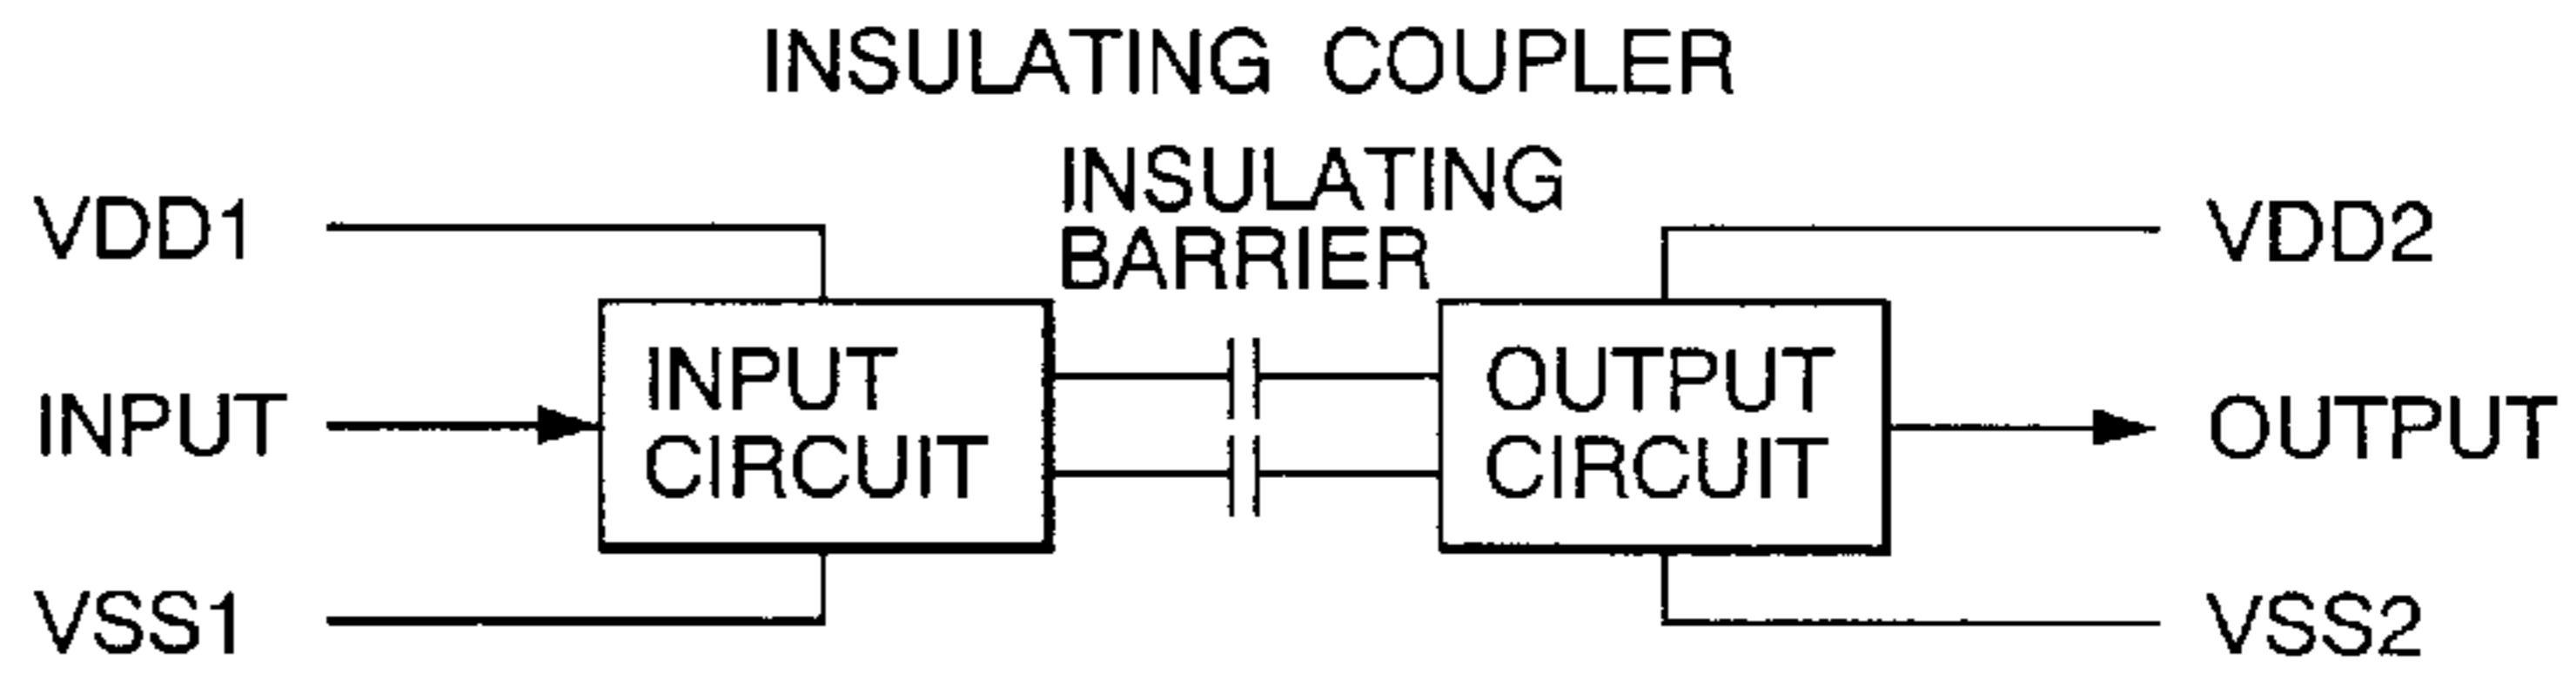 INSULATING COUPLER
INSULATING
BARRIER
VDD1
VDD2
INPUT
INPUT
CIRCUIT
OUTPUT
CIRCUIT
OUTPUT
VSS1
VSS2